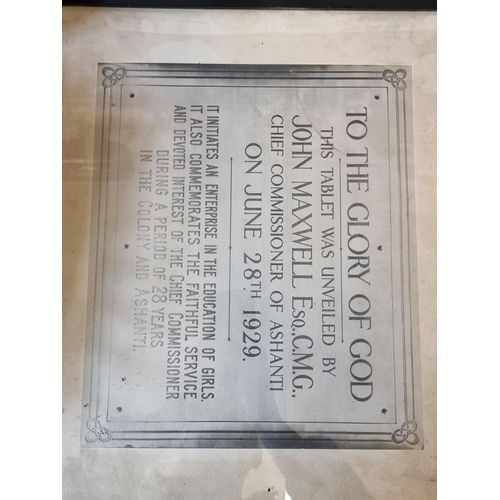 TO THE GLORY OF GOD
THIS TABLET WAS UNVEILED BY
JOHN MAXWELL ESQ., C.M.G.,
CHIEF COMMISSIONER OF ASHANTI
ON JUNE 28TH 1929.
IT INITIATES AN ENTERPRISE IN THE EDUCATION OF GIRLS.
IT ALSO COMMEMORATES THE FAITHFUL SERVICE
AND DEVOTED INTEREST OF THE CHIEF COMMISSIONER
DURING A PERIOD OF 28 YEARS
IN THE COLONY AND ASHANTI.